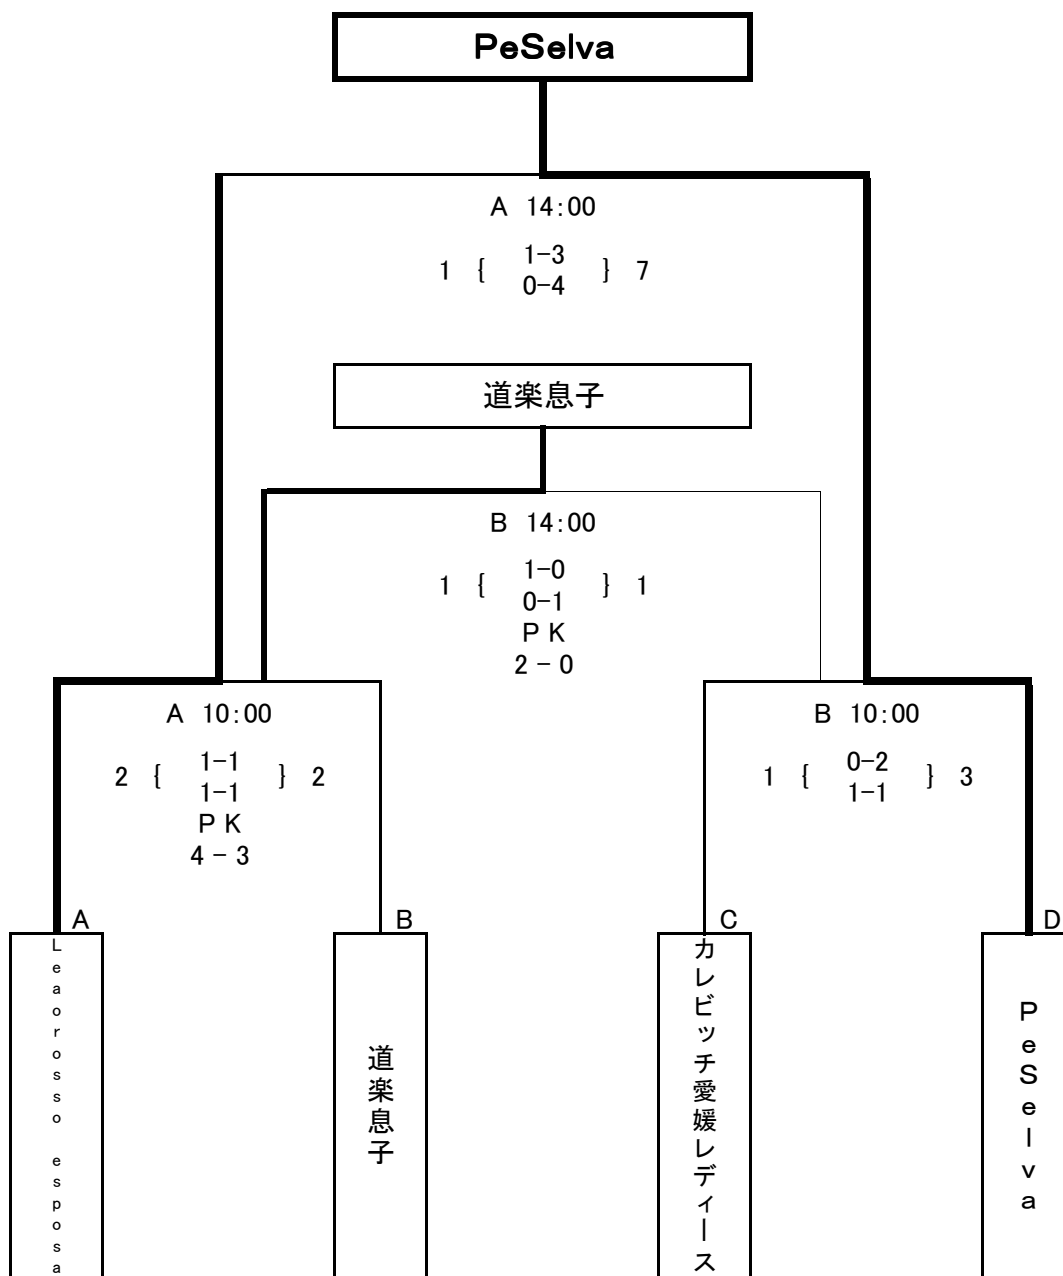 PeSelva
A 14:00
1-3
1 { } 7
0-4
道楽息子
B 14:00
1-0
1 { } 1
0-1
PK
2-0
A 10:00
1-1
2 { } 2
1-1
PK
4-3
B 10:00
0-2
1 { } 3
1-1
A
B
C
D
Leaorosso esposa
道楽息子
カレビッチ愛媛レディース
PeSelva